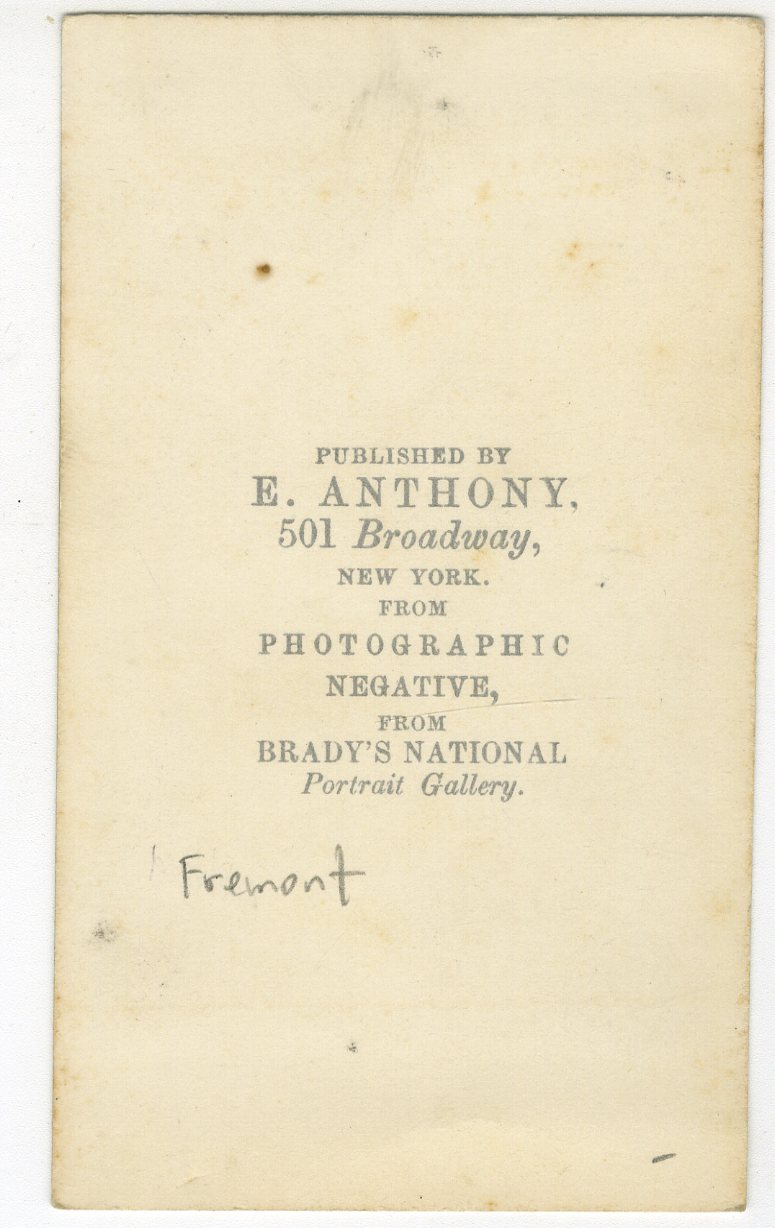 PUBLISHED BY
E. ANTHONY,
501 Broadway,
NEW YORK.
FROM
PHOTOGRAPHIC
NEGATIVE,
FROM
BRADY'S NATIONAL
Portrait Gallery.
Fremont